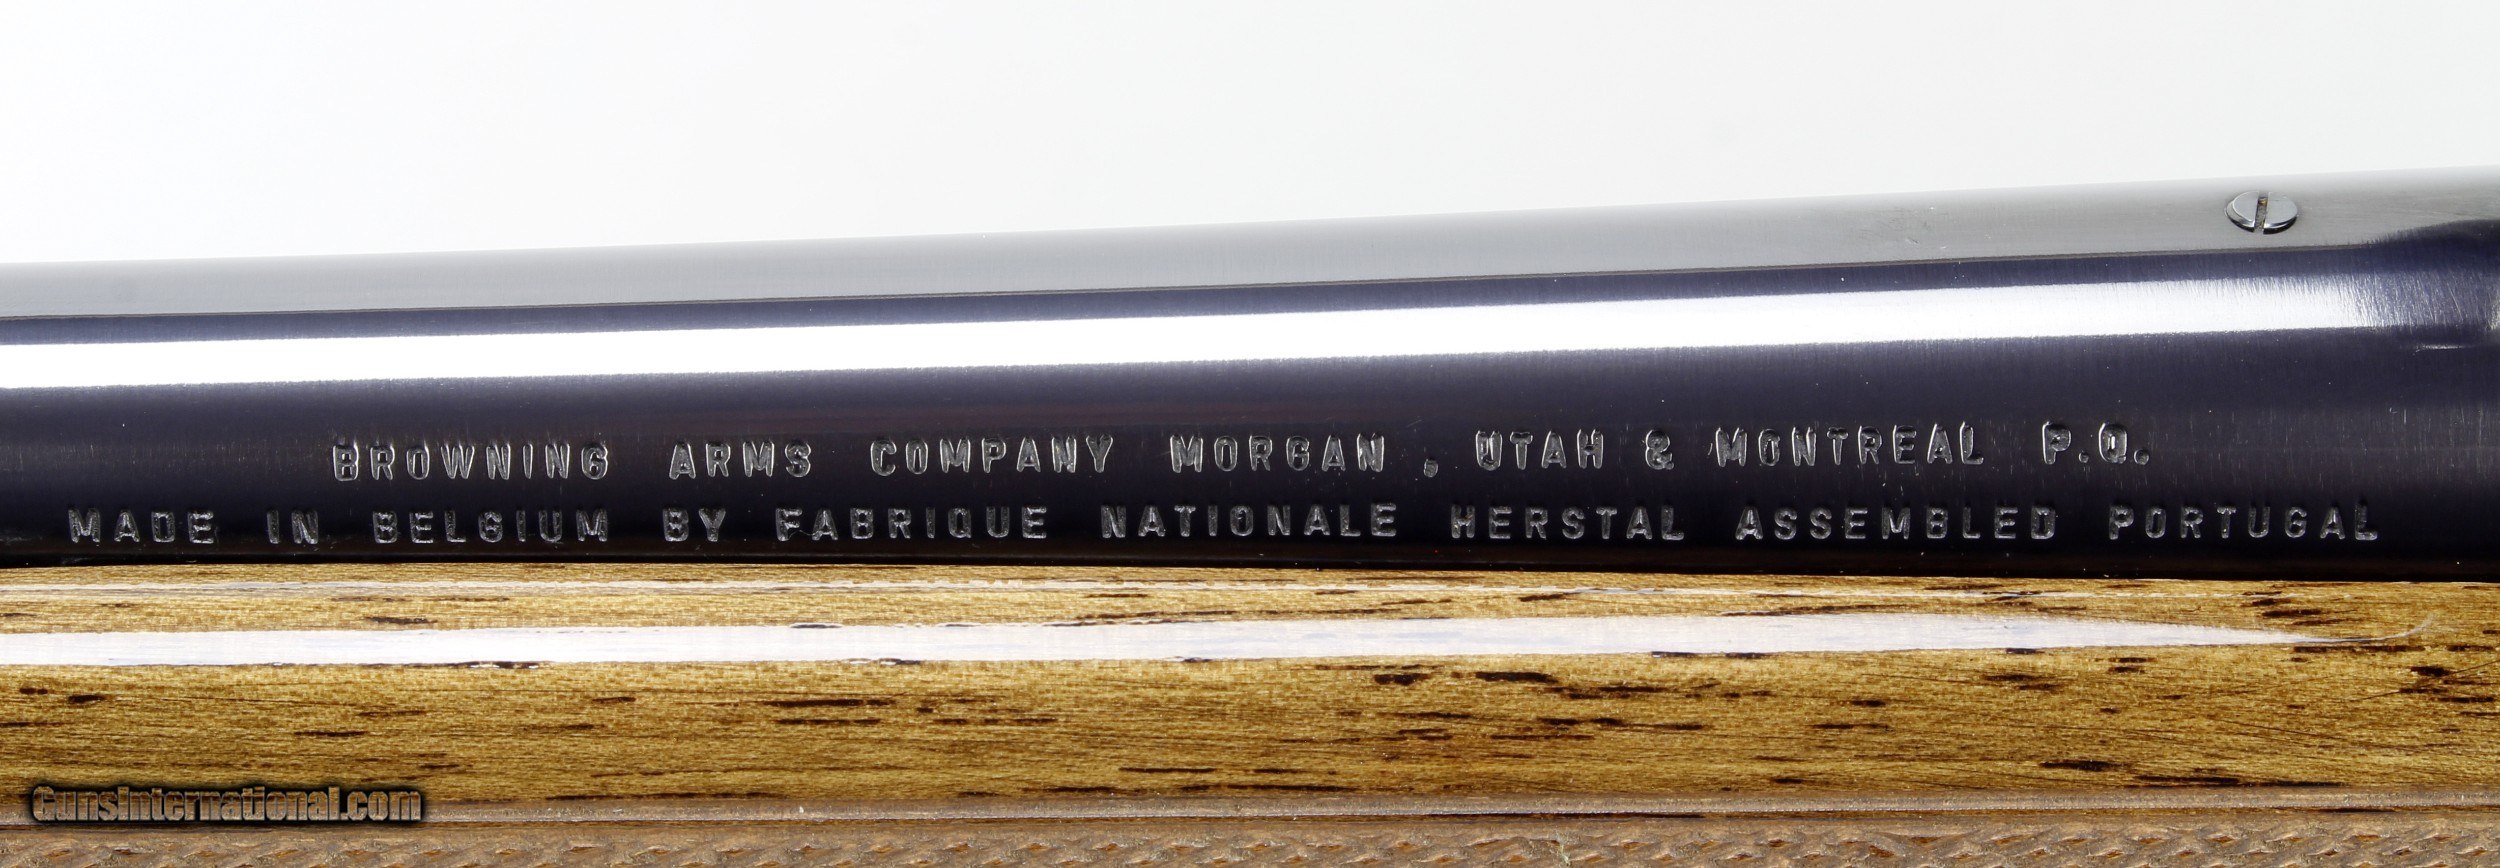 BROWNING ARMS COMPANY MORGAN, UTAH & MONTREAL P.Q.
MADE IN BELGIUM BY FABRIQUE NATIONALE HERSTAL ASSEMBLED PORTUGAL
GunsInternational.com